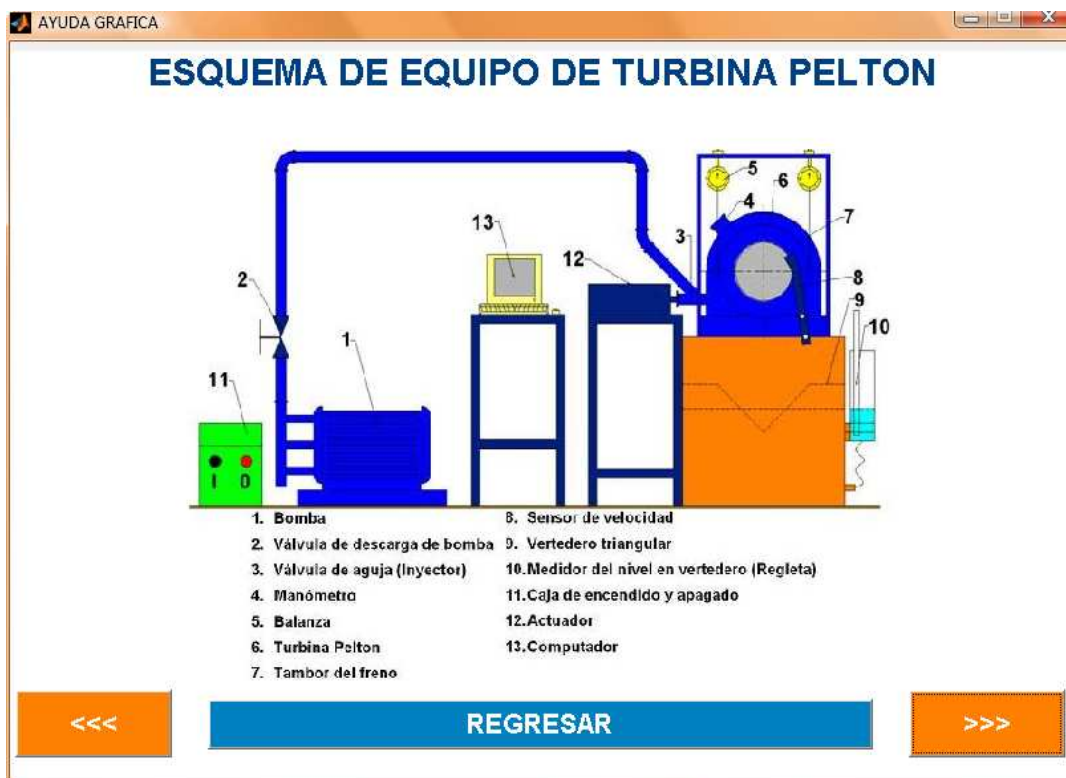 AYUDA GRAFICA
ESQUEMA DE EQUIPO DE TURBINA PELTON
5
6
4
7
13
3
12
8
2
9
10
1
11
I O
1. Bomba
2. Válvula de descarga de bomba
3. Válvula de aguja (Inyector)
4. Manómetro
5. Balanza
6. Turbina Pelton
7. Tambor del freno
8. Sensor de velocidad
9. Vertedero triangular
10.Medidor del nivel en vertedero (Regleta)
11.Caja de encendido y apagado
12.Actuador
13.Computador
<<<
REGRESAR
>>>